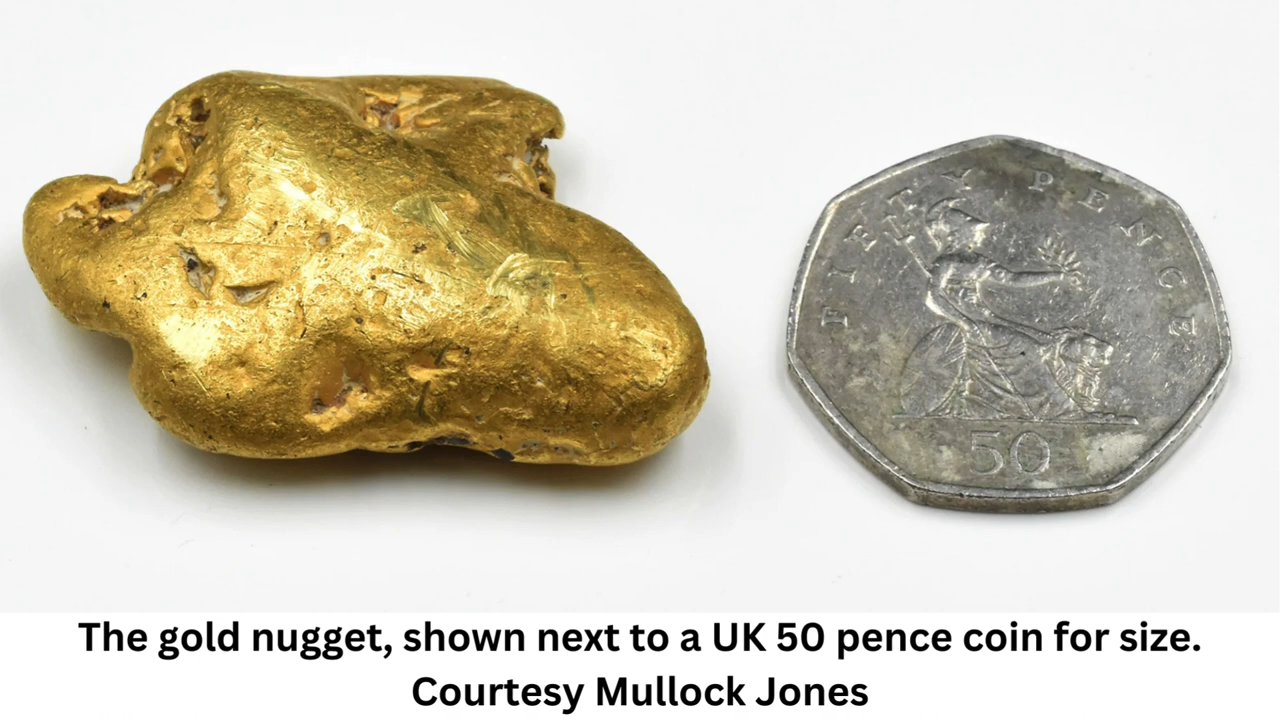 FIFTY PENCE
50
The gold nugget, shown next to a UK 50 pence coin for size.
Courtesy Mullock Jones